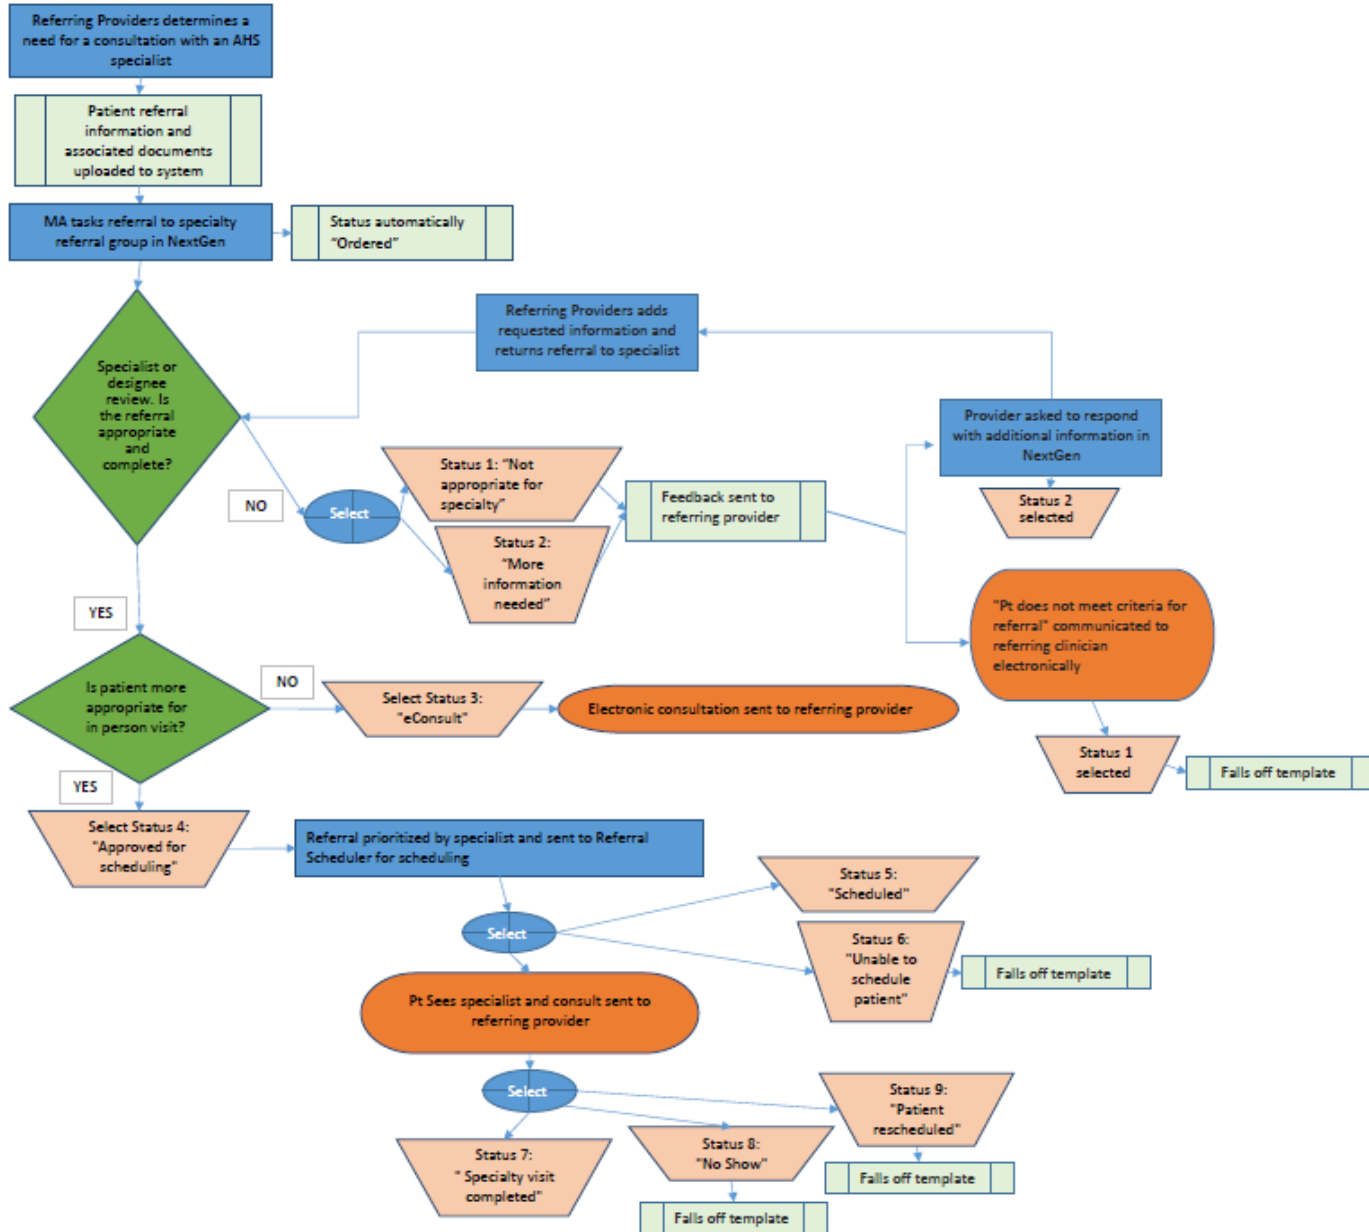 Referring Providers determines a
need for a consultation with an AHS
specialist
Patient referral
information and
associated documents
uploaded to system
MA tasks referral to specialty
referral group in NextGen
Status automatically
“Ordered”
Referring Providers adds
requested information and
returns referral to specialist
Specialist or
designee
review. Is
the referral
appropriate
and
complete?
Provider asked to respond
with additional information in
NextGen
Status 2
selected
NO
Select
Status 1: “Not
appropriate for
specialty”
Status 2:
“More
information
needed”
Feedback sent to
referring provider
"Pt does not meet criteria for
referral" communicated to
referring clinician
electronically
Status 1
selected
Falls off template
YES
Is patient more
appropriate for
in person visit?
NO
Select Status 3:
"eConsult"
Electronic consultation sent to referring provider
YES
Select Status 4:
"Approved for
scheduling"
Referral prioritized by specialist and sent to Referral
Scheduler for scheduling
Select
Status 5:
"Scheduled"
Status 6:
"Unable to
schedule
patient"
Falls off template
Pt Sees specialist and consult sent to
referring provider
Select
Status 7:
" Specialty visit
completed"
Status 8:
"No Show"
Falls off template
Status 9:
"Patient
rescheduled"
Falls off template